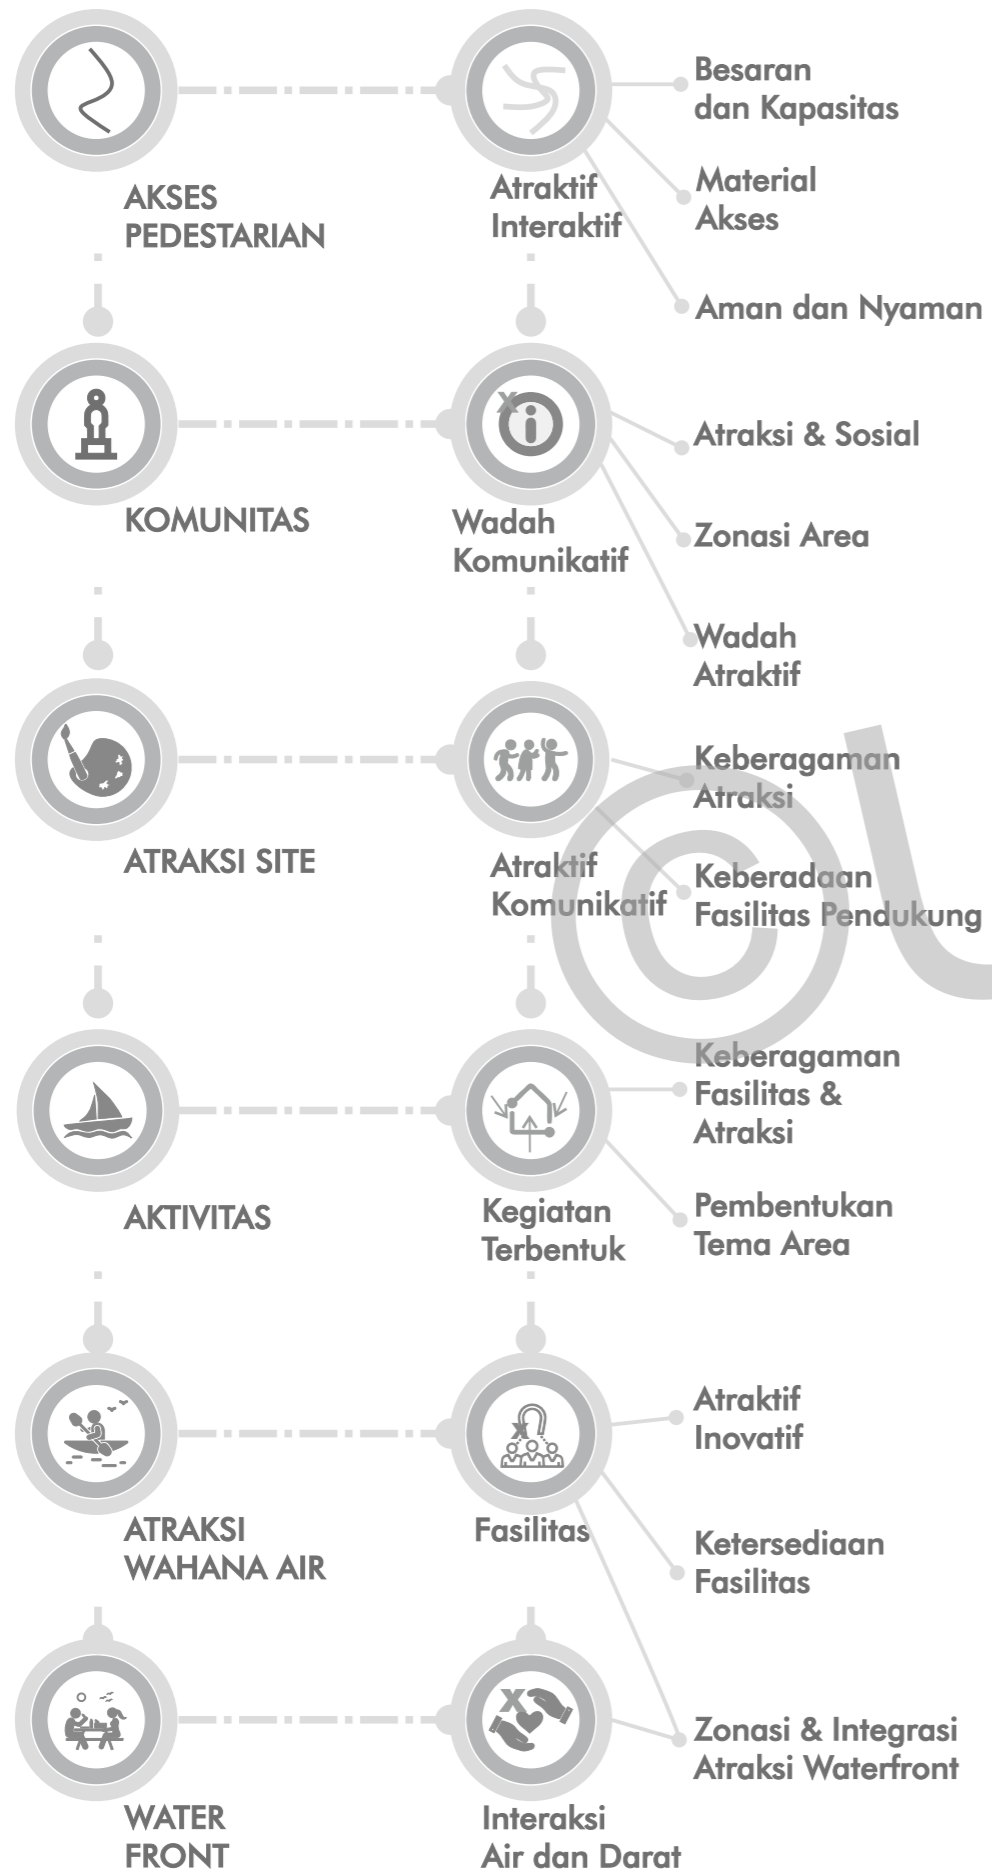 AKSES
PEDESTARIAN
Atraktif
Interaktif
Besaran
dan Kapasitas
Material
Akses
Aman dan Nyaman
KOMUNITAS
x
i
Wadah
Komunikatif
Atraksi & Sosial
Zonasi Area
Wadah
Atraktif
ATRAKSI SITE
Atraktif
Komunikatif
Keberagaman
Atraksi
Keberadaan
Fasilitas Pendukung
© U
AKTIVITAS
Kegiatan
Terbentuk
Keberagaman
Fasilitas &
Atraksi
Pembentukan
Tema Area
ATRAKSI
WAHANA AIR
x
Fasilitas
Atraktif
Inovatif
Ketersediaan
Fasilitas
WATER
FRONT
x
Interaksi
Air dan Darat
Zonasi & Integrasi
Atraksi Waterfront